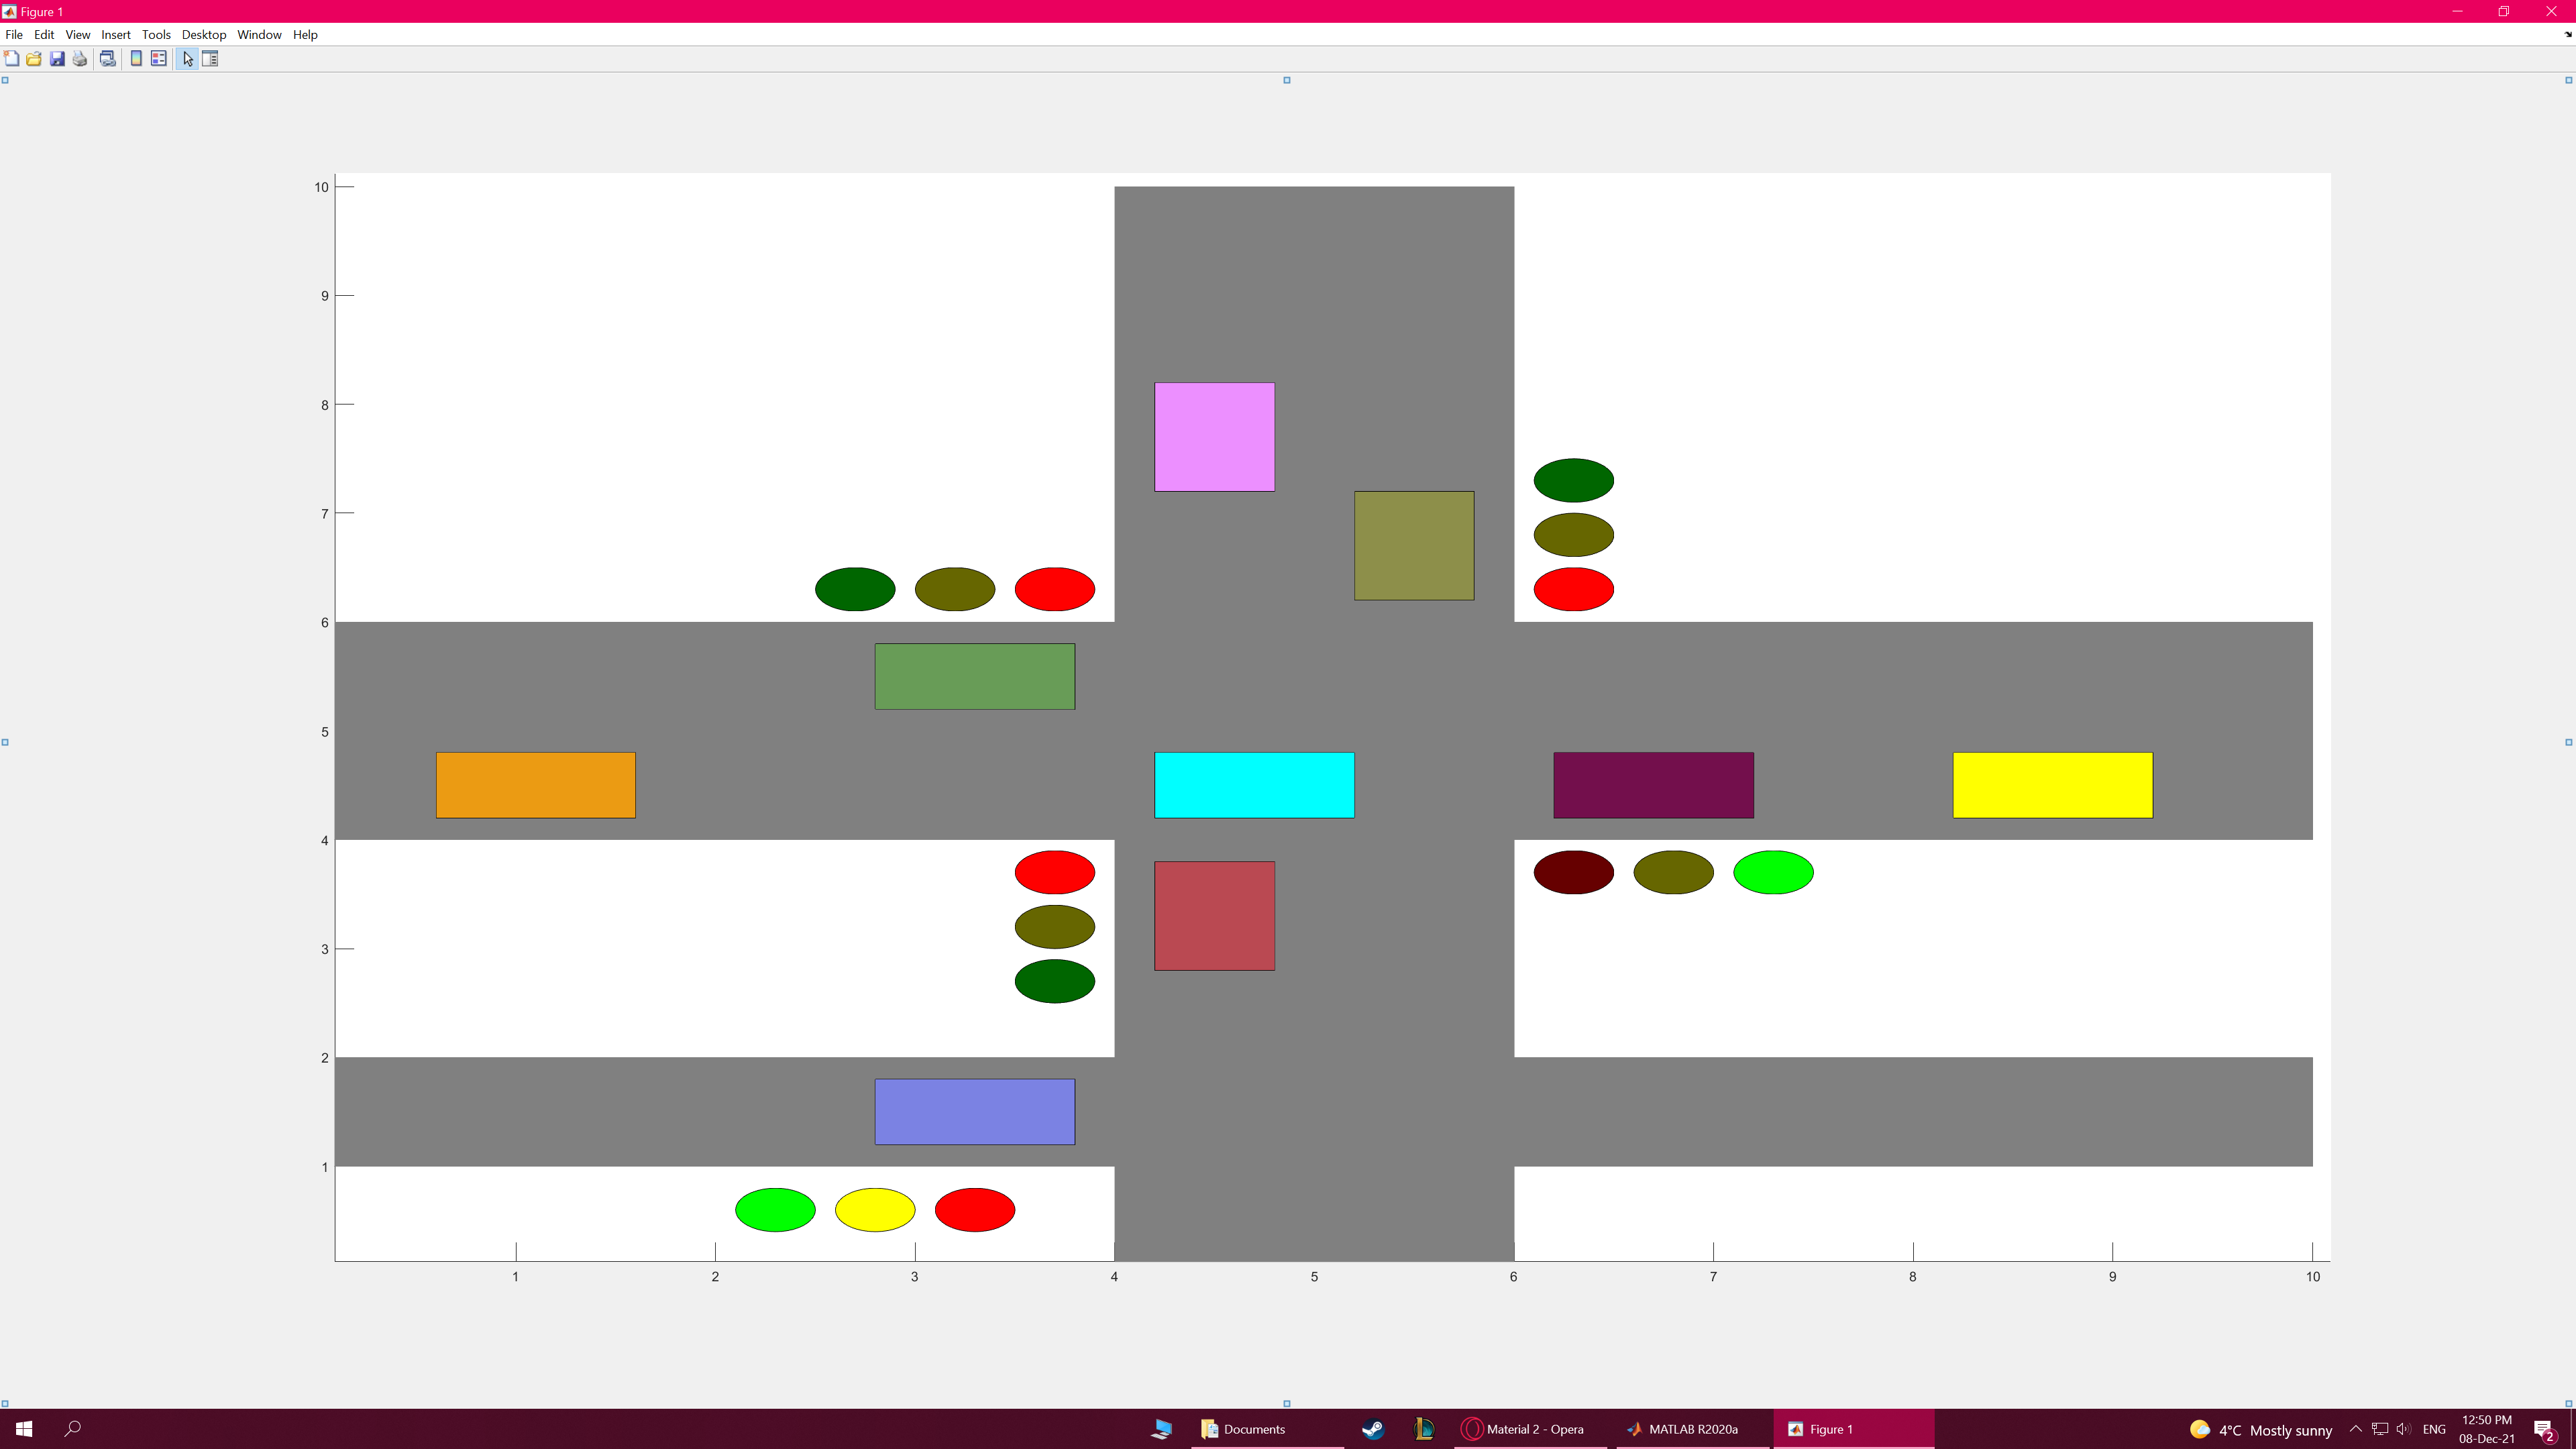 Figure 1
File Edit View Insert Tools Desktop Window Help
10
9
8
7
6
5
4
3
2
1
1 2 3 4 5 6 7 8 9 10
Documents Material 2 - Opera MATLAB R2020a Figure 1 4°C Mostly sunny ENG 12:50 PM
08-Dec-21 2